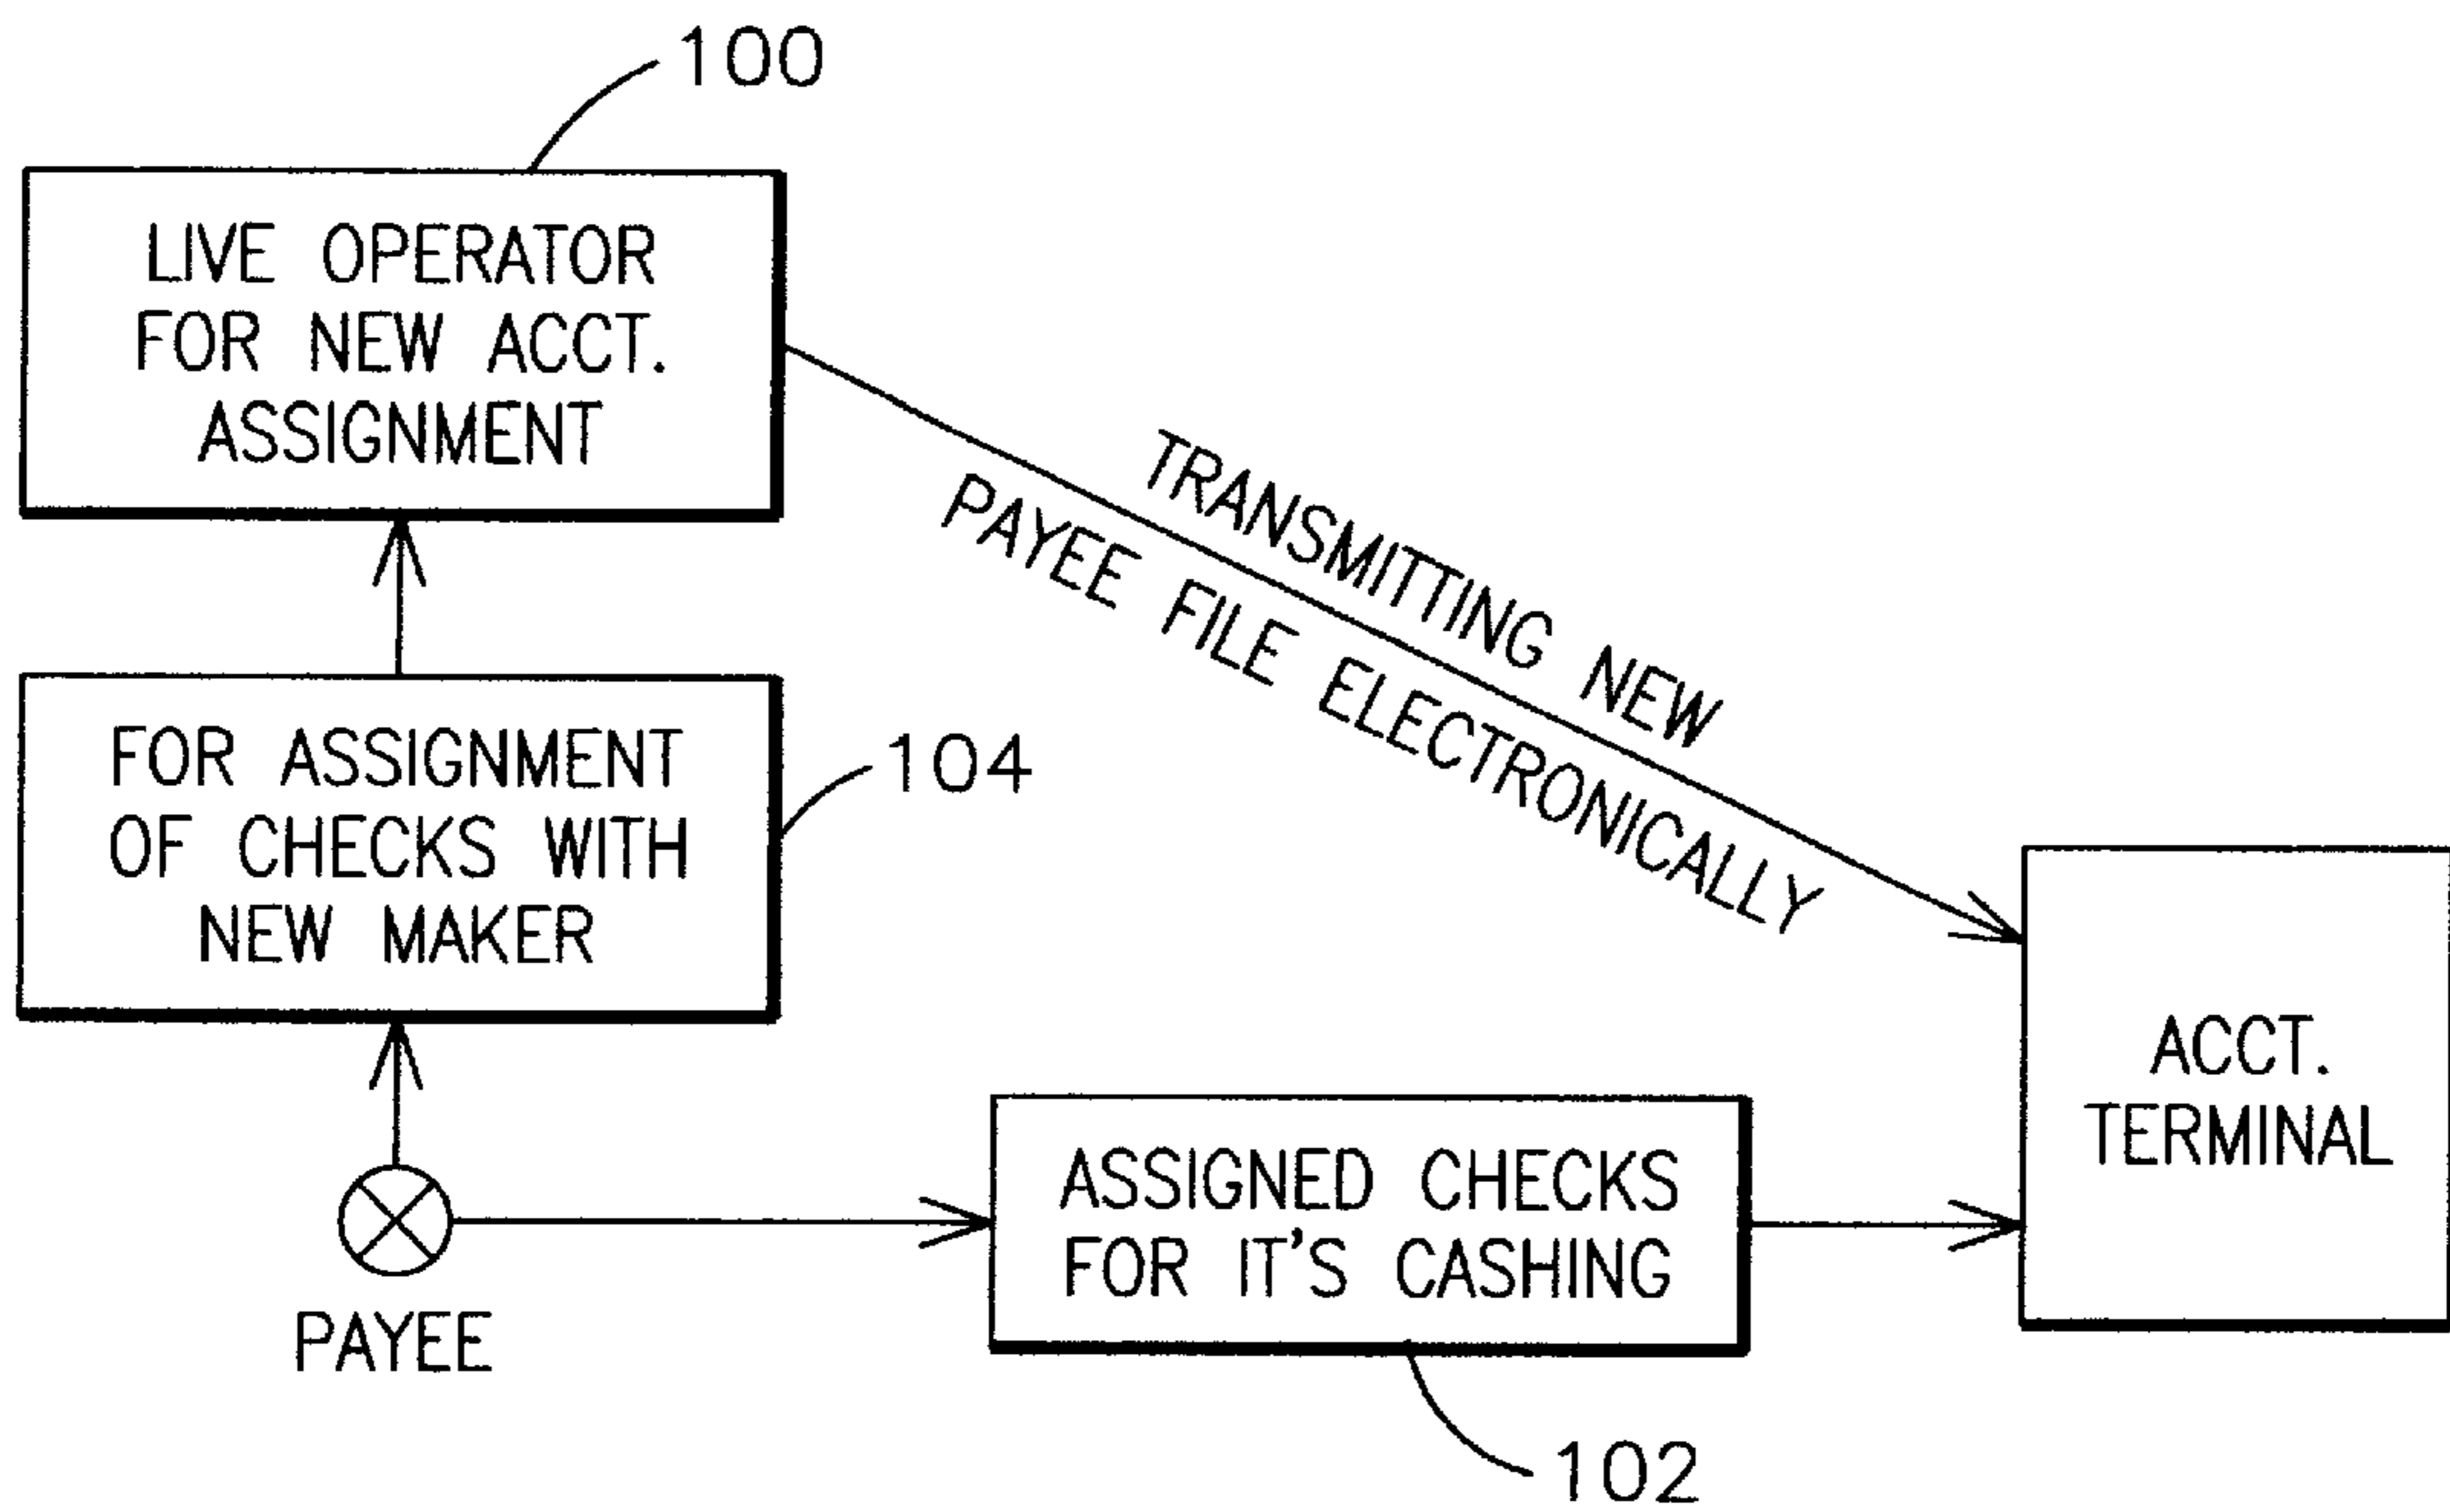 100
LIVE OPERATOR
FOR NEW ACCT.
ASSIGNMENT
TRANSMITTING NEW
PAYEE FILE ELECTRONICALLY
FOR ASSIGNMENT
OF CHECKS WITH
NEW MAKER
104
ACCT.
TERMINAL
ASSIGNED CHECKS
FOR IT'S CASHING
PAYEE
102